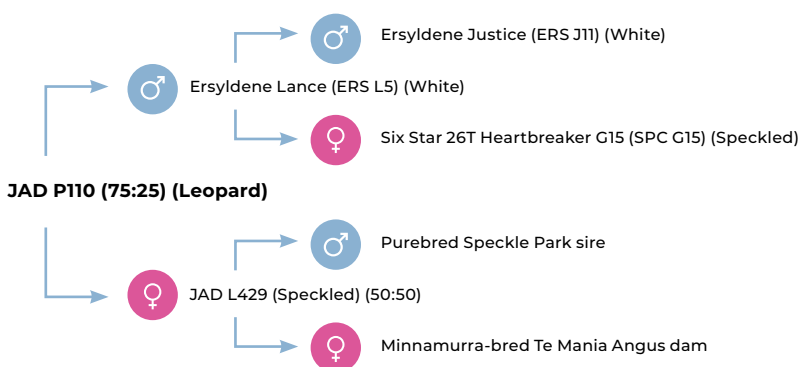 Ersyldene Justice (ERS J11) (White)
Ersyldene Lance (ERS L5) (White)
Six Star 26T Heartbreaker G15 (SPC G15) (Speckled)
JAD P110 (75:25) (Leopard)
Purebred Speckle Park sire
JAD L429 (Speckled) (50:50)
Minnamurra-bred Te Mania Angus dam